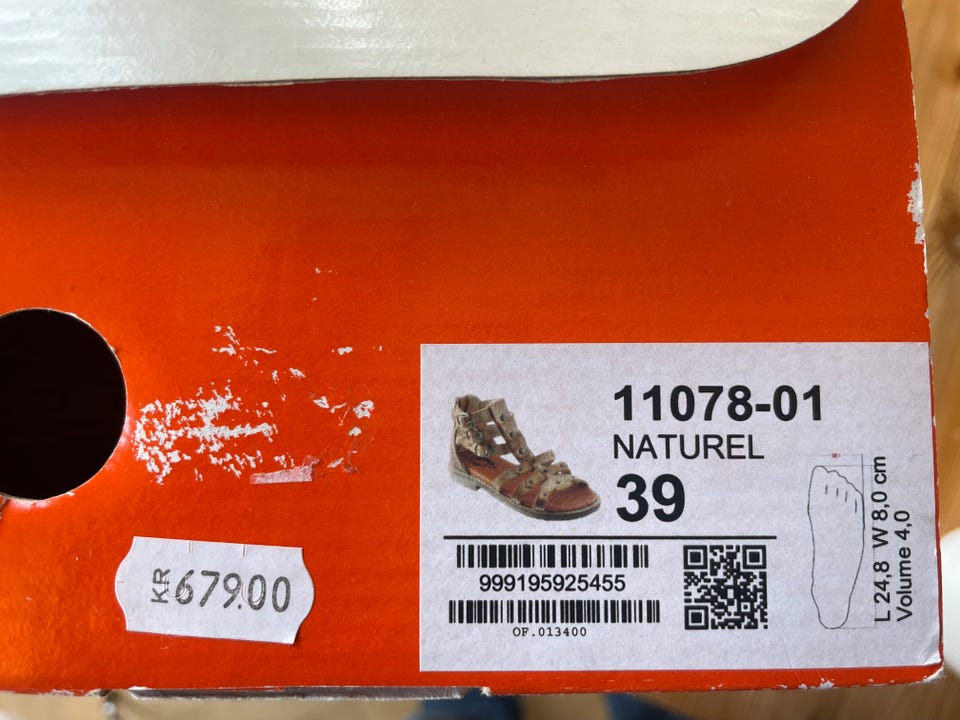 11078-01
NATUREL
39
999195925455
OF.013400
L 24,8 W 8,0 cm
Volume 4,0
KR 679.00